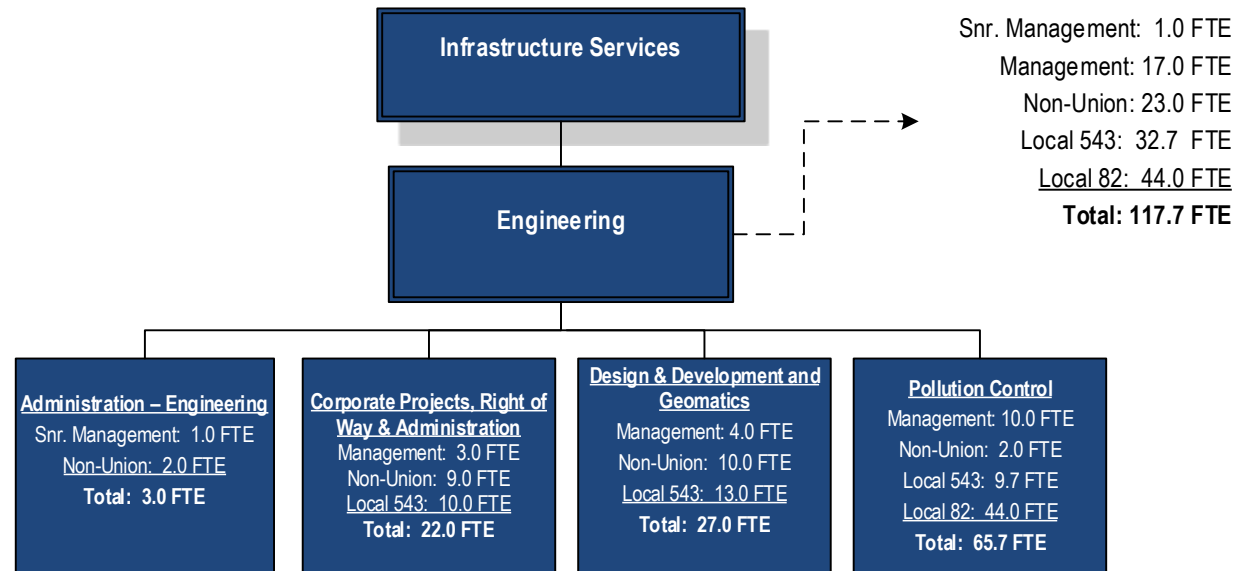 Infrastructure Services
Snr. Management: 1.0 FTE
Management: 17.0 FTE
Non-Union: 23.0 FTE
Local 543: 32.7 FTE
Local 82: 44.0 FTE
Total: 117.7 FTE
Engineering
Administration – Engineering
Snr. Management: 1.0 FTE
Non-Union: 2.0 FTE
Total: 3.0 FTE
Corporate Projects, Right of
Way & Administration
Management: 3.0 FTE
Non-Union: 9.0 FTE
Local 543: 10.0 FTE
Total: 22.0 FTE
Design & Development and
Geomatics
Management: 4.0 FTE
Non-Union: 10.0 FTE
Local 543: 13.0 FTE
Total: 27.0 FTE
Pollution Control
Management: 10.0 FTE
Non-Union: 2.0 FTE
Local 543: 9.7 FTE
Local 82: 44.0 FTE
Total: 65.7 FTE